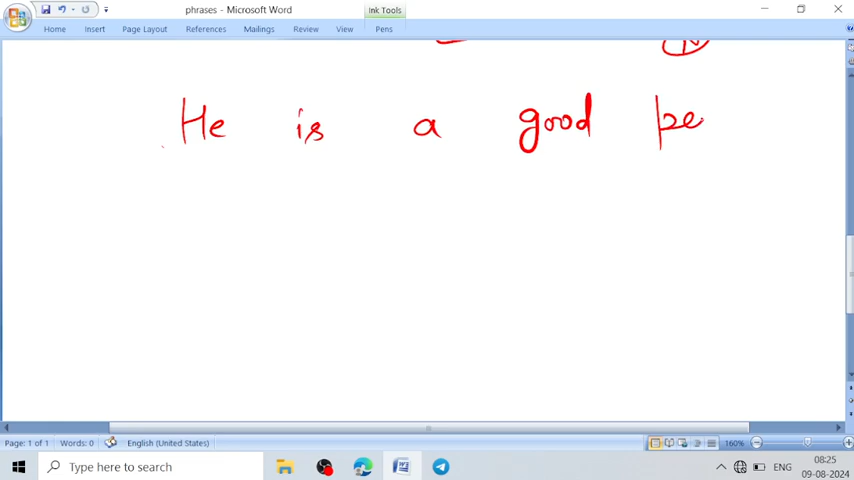 phrases - Microsoft Word
Ink Tools
Home Insert Page Layout References Mailings Review View Pens
He is a good pe
Page: 1 of 1 Words: 0 English (United States) 160%
Type here to search
ENG
08:25
09-08-2024